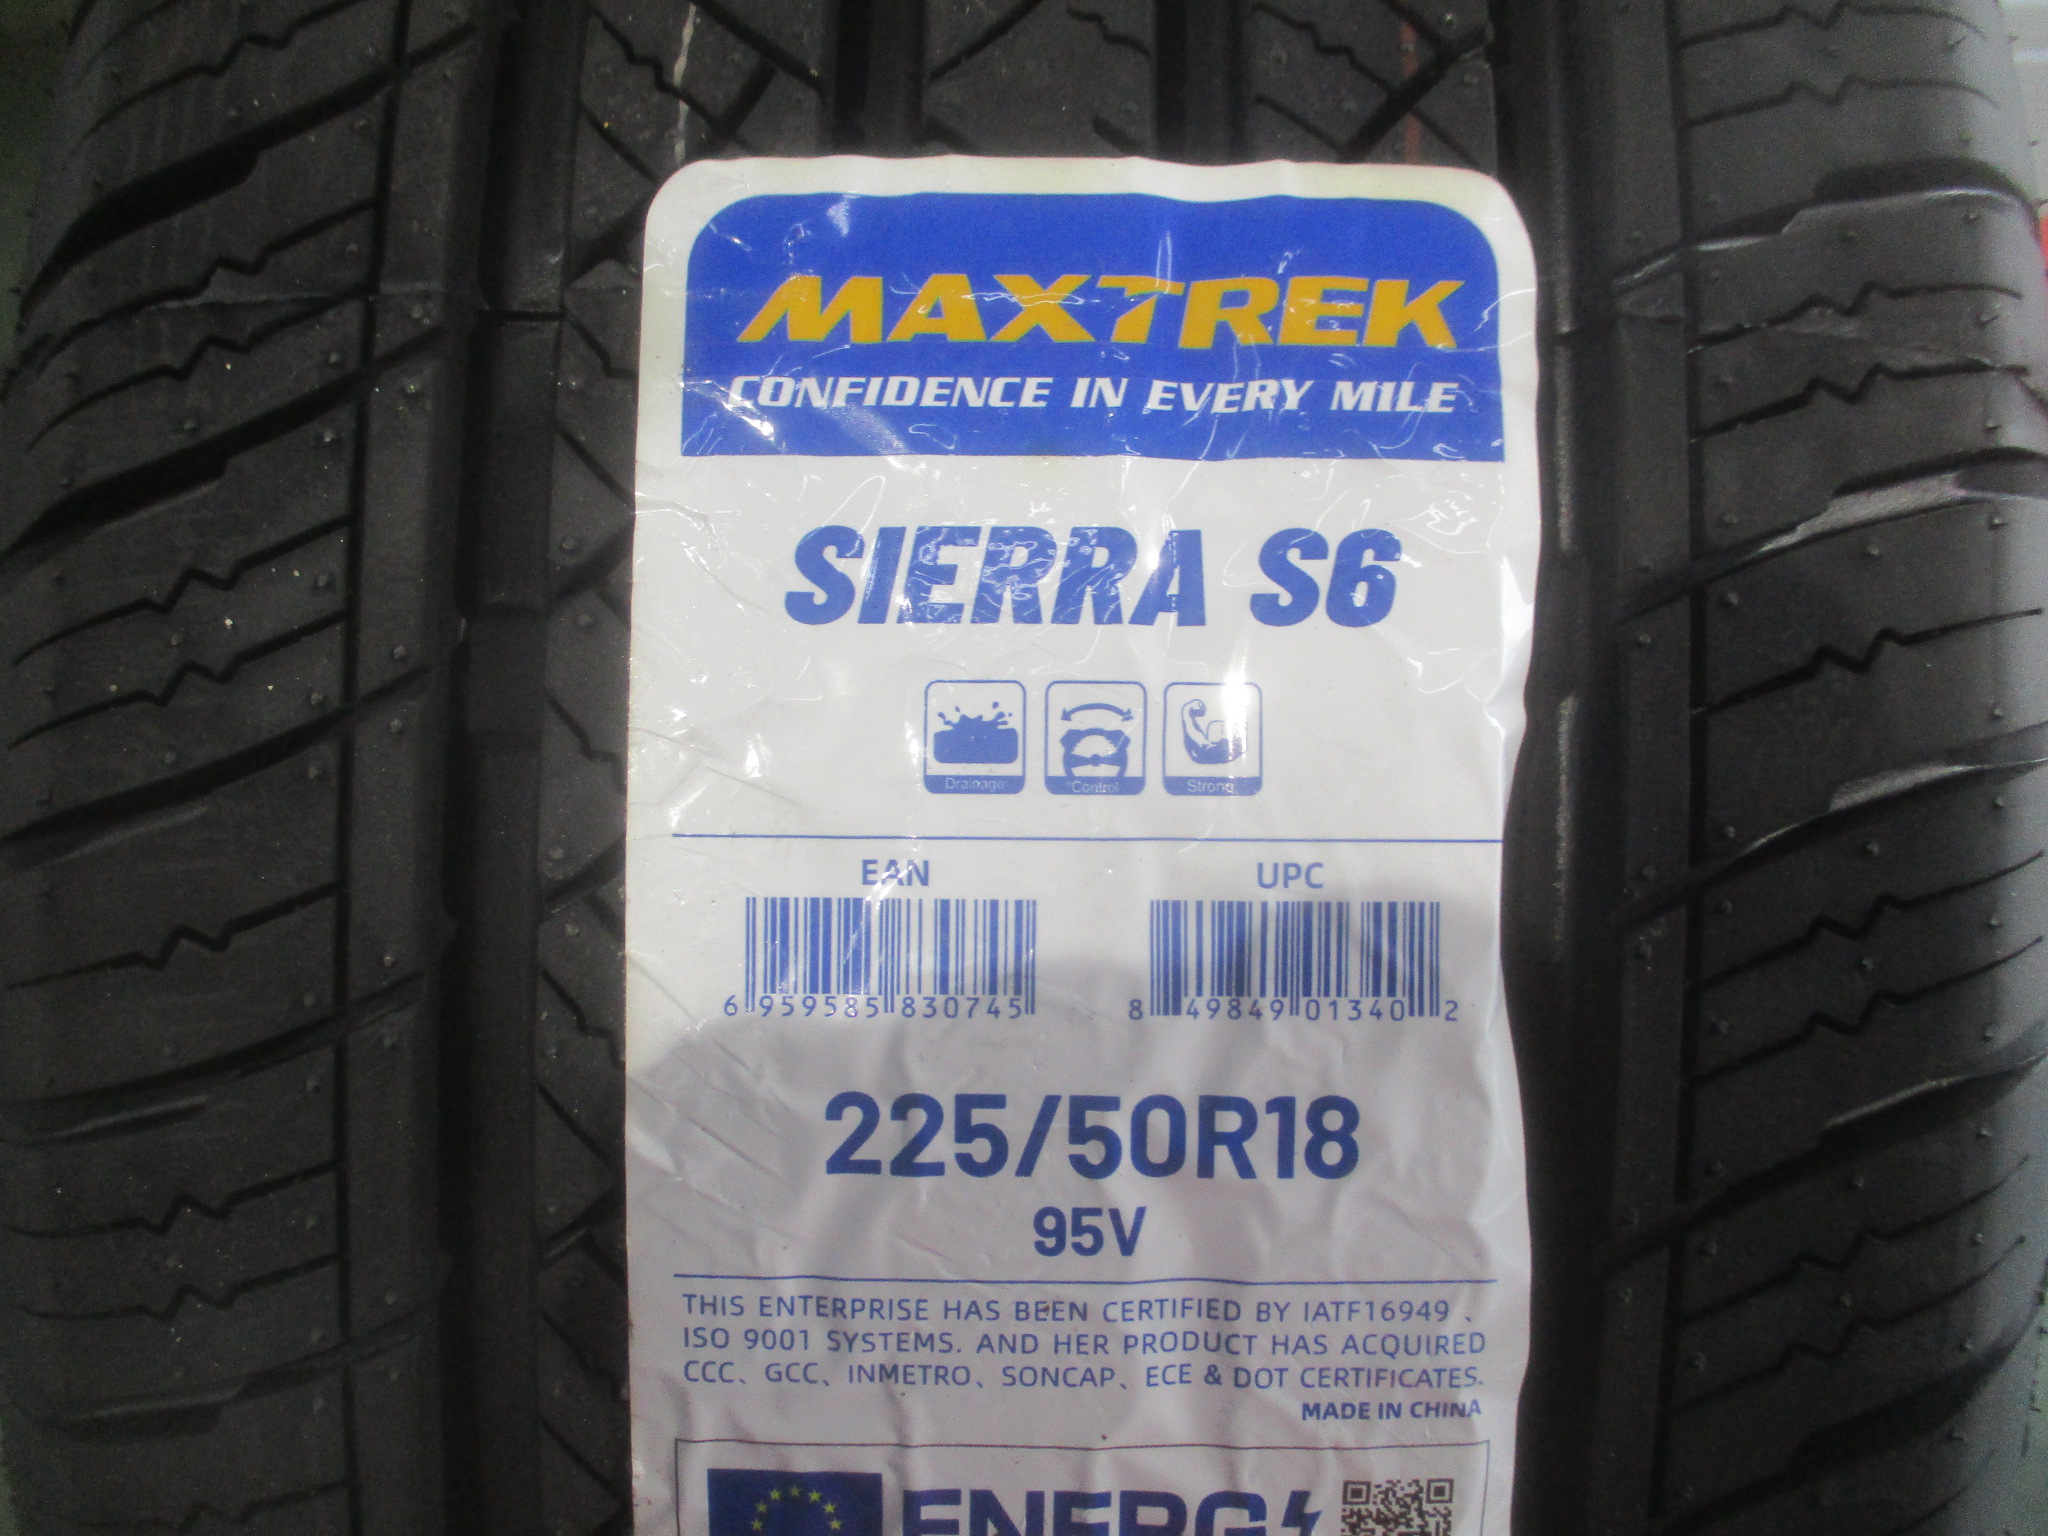 MAXTREK
CONFIDENCE IN EVERY MILE
SIERRA S6
Drainage Control Strong
EAN UPC
6 959585 830745 8 49849 01340 2
225/50R18
95V
THIS ENTERPRISE HAS BEEN CERTIFIED BY IATF16949 、
ISO 9001 SYSTEMS. AND HER PRODUCT HAS ACQUIRED
CCC、GCC、INMETRO、SONCAP、ECE & DOT CERTIFICATES.
MADE IN CHINA
ENERG